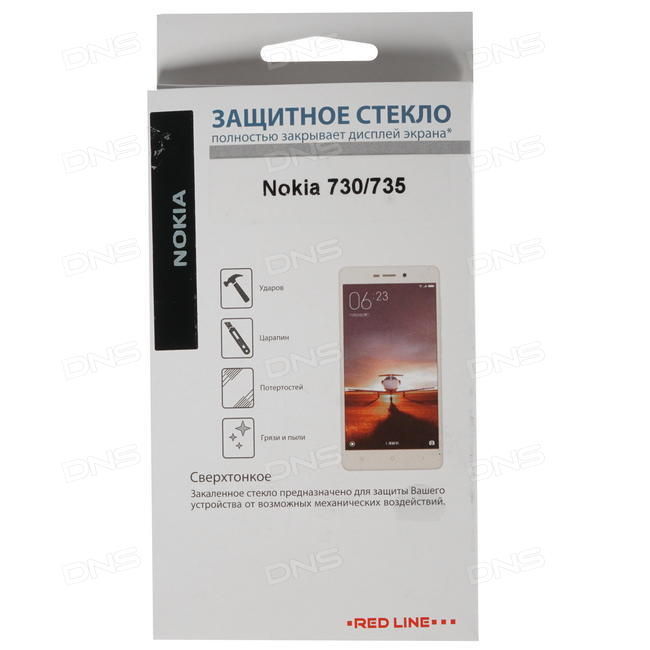 ЗАЩИТНОЕ СТЕКЛО
полностью закрывает дисплей экрана*
Nokia 730/735
NOKIA
Ударов
Царапин
Потертостей
Грязи и пыли
06:23
Сверхтонкое
Закаленное стекло предназначено для защиты Вашего
устройства от возможных механических воздействий.
RED LINE
DNS